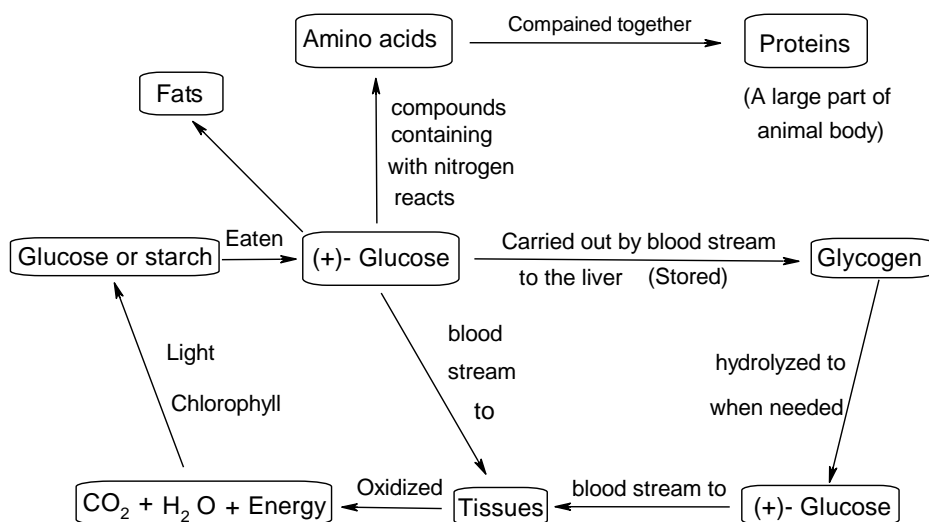 Amino acids
Compained together
Proteins
(A large part of
animal body)
Fats
compounds
containing
with nitrogen
reacts
Glucose or starch
Eaten
(+)- Glucose
Carried out by blood stream
to the liver (Stored)
Glycogen
Light
Chlorophyll
blood
stream
to
hydrolyzed to
when needed
CO₂ + H₂O + Energy
Oxidized
Tissues
blood stream to
(+)- Glucose